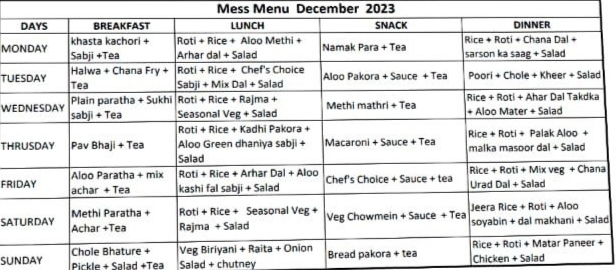 Mess Menu December 2023
DAYS BREAKFAST LUNCH SNACK DINNER
MONDAY
khasta kachori +
Sabji +Tea
Roti + Rice + Aloo Methi +
Arhar dal + Salad
Namak Para + Tea
Rice + Roti + Chana Dal +
sarson ka saag + Salad
TUESDAY
Halwa + Chana Fry +
Tea
Roti + Rice + Chef's Choice
Sabji + Mix Dal + Salad
Aloo Pakora + Sauce + Tea
Poori + Chole + Kheer + Salad
WEDNESDAY
Plain paratha + Sukhi
sabji + Tea
Roti + Rice + Rajma +
Seasonal Veg + Salad
Methi mathri + Tea
Rice + Roti + Ahar Dal Takdka
+ Aloo Mater + Salad
THRUSDAY
Pav Bhaji + Tea
Roti + Rice + Kadhi Pakora +
Aloo Green dhaniya sabji +
Salad
Macaroni + Sauce + Tea
Rice + Roti + Palak Aloo +
malka masoor dal + Salad
FRIDAY
Aloo Paratha + mix
achar + Tea
Roti + Rice + Arhar Dal + Aloo
kashi fal sabji + Salad
Chef's Choice + Sauce + tea
Rice + Roti + Mix veg + Chana
Urad Dal + Salad
SATURDAY
Methi Paratha +
Achar +Tea
Roti + Rice + Seasonal Veg +
Rajma + Salad
Veg Chowmein + Sauce + Tea
Jeera Rice + Roti + Aloo
soyabin + dal makhani + Salad
SUNDAY
Chole Bhature +
Pickle + Salad +Tea
Veg Biriyani + Raita + Onion
Salad + chutney
Bread pakora + tea
Rice + Roti + Matar Paneer +
Chicken + Salad